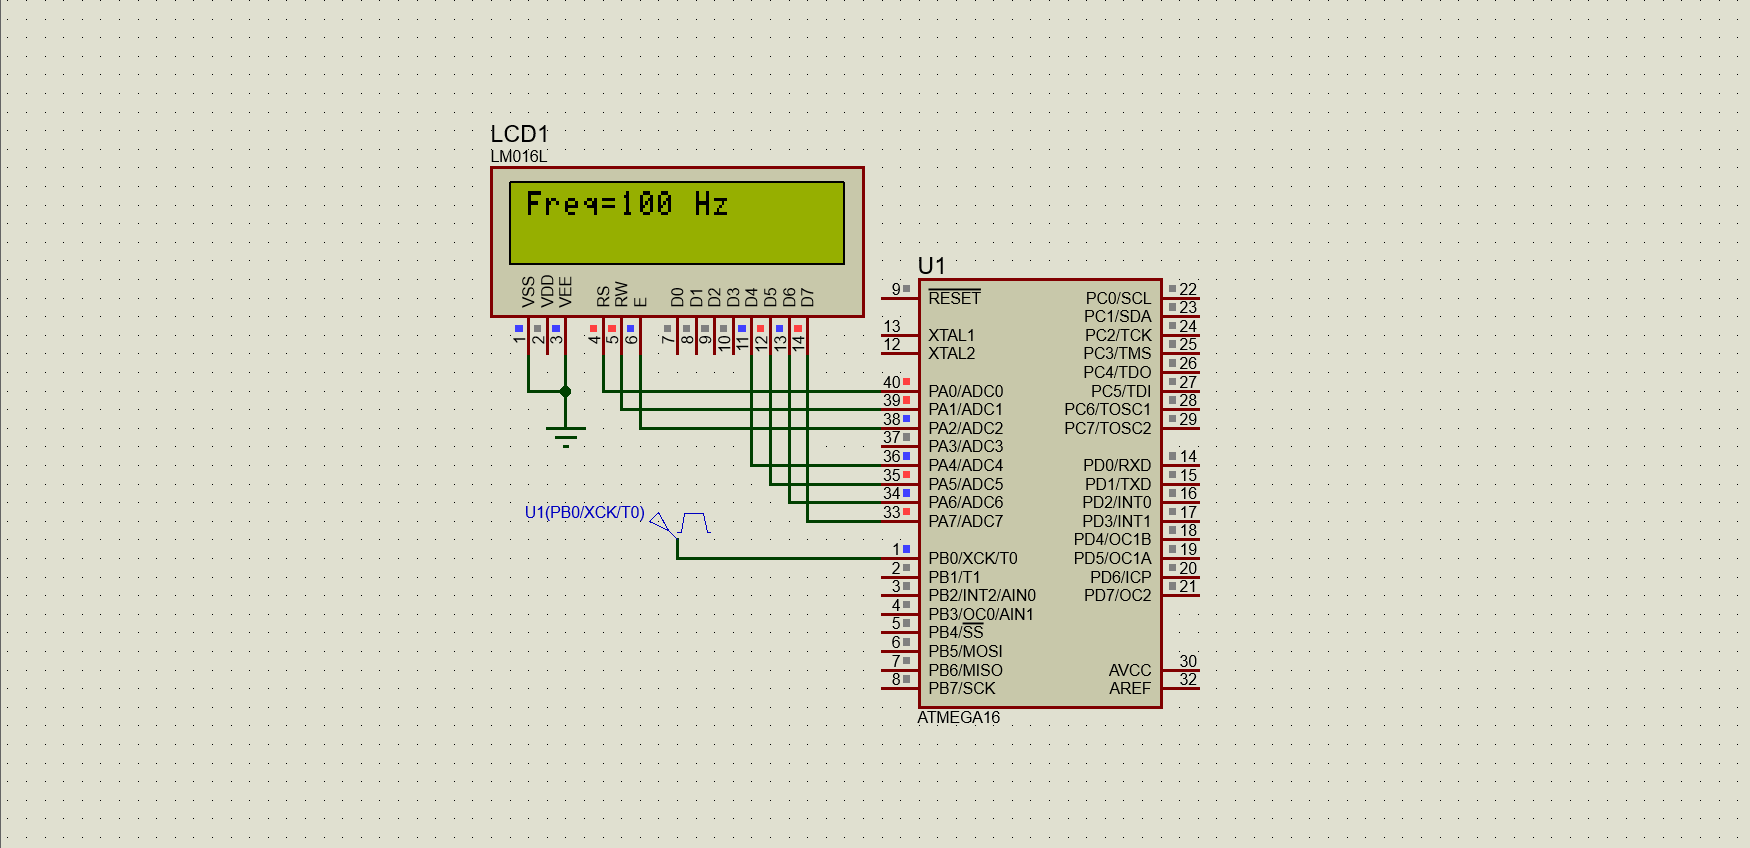 LCD1
LM016L
Freq=100 Hz
VSS VDD VEE RS RW E D0 D1 D2 D3 D4 D5 D6 D7
1 2 3 4 5 6 7 8 9 10 11 12 13 14
U1
9 RESET PC0/SCL 22
PC1/SDA 23
13 XTAL1 PC2/TCK 24
12 XTAL2 PC3/TMS 25
PC4/TDO 26
40 PA0/ADC0 PC5/TDI 27
39 PA1/ADC1 PC6/TOSC1 28
38 PA2/ADC2 PC7/TOSC2 29
37 PA3/ADC3
36 PA4/ADC4 PD0/RXD 14
35 PA5/ADC5 PD1/TXD 15
34 PA6/ADC6 PD2/INT0 16
33 PA7/ADC7 PD3/INT1 17
PD4/OC1B 18
U1(PB0/XCK/T0)
1 PB0/XCK/T0 PD5/OC1A 19
2 PB1/T1 PD6/ICP 20
3 PB2/INT2/AIN0 PD7/OC2 21
4 PB3/OC0/AIN1
5 PB4/SS
6 PB5/MOSI
7 PB6/MISO AVCC 30
8 PB7/SCK AREF 32
ATMEGA16